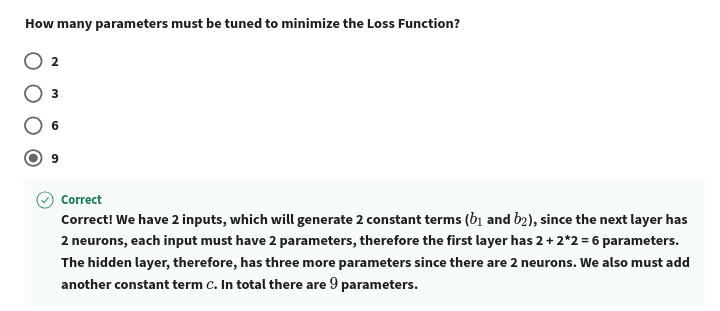 How many parameters must be tuned to minimize the Loss Function?
2
3
6
9
Correct
Correct! We have 2 inputs, which will generate 2 constant terms (b₁ and b₂), since the next layer has
2 neurons, each input must have 2 parameters, therefore the first layer has 2 + 2*2 = 6 parameters.
The hidden layer, therefore, has three more parameters since there are 2 neurons. We also must add
another constant term c. In total there are 9 parameters.